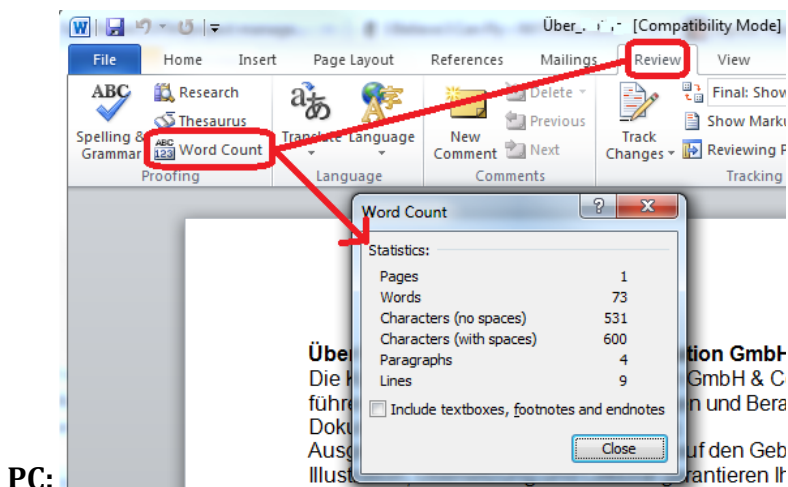 Über_. [Compatibility Mode]
File Home Insert Page Layout References Mailings Review View
ABC Spelling & Grammar
Research
Thesaurus
ABC 123 Word Count
Translate Language
New Comment
Delete
Previous
Next
Track Changes
Final: Show
Show Marku
Reviewing P
Proofing Language Comments Tracking
Word Count
Statistics:
Pages 1
Words 73
Characters (no spaces) 531
Characters (with spaces) 600
Paragraphs 4
Lines 9
Include textboxes, footnotes and endnotes
Close
Über tion GmbH
Die K GmbH & C
führe n und Bera
Doku
Ausg uf den Geb
Illust rantieren Ih
PC: